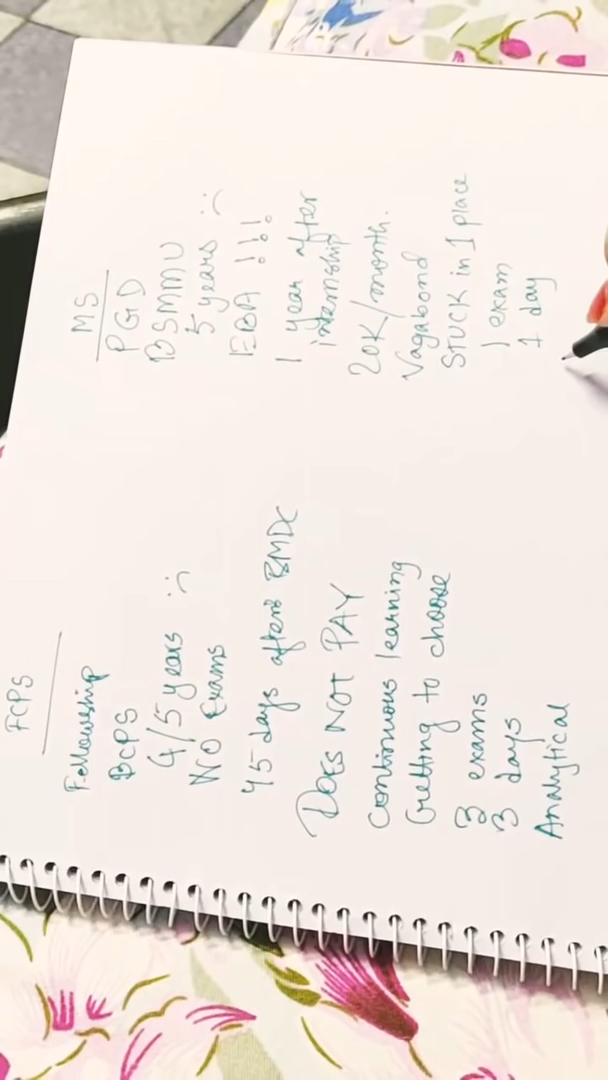 FCPS
Fellowship
BCPS
4/5 years :)
NO Exams
45 days after BMDC
Does NOT PAY
Continuous learning
Getting to choose
3 exams
3 days
Analytical
MS
PGD
BSMMU
5 years :)
EBA !!!
1 year after
internship
20K/month.
Vagabond
STUCK in 1 place
1 exam
1 day